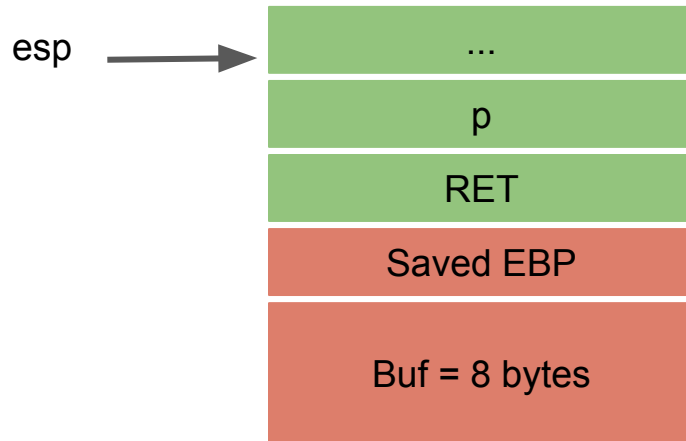 esp
...
p
RET
Saved EBP
Buf = 8 bytes